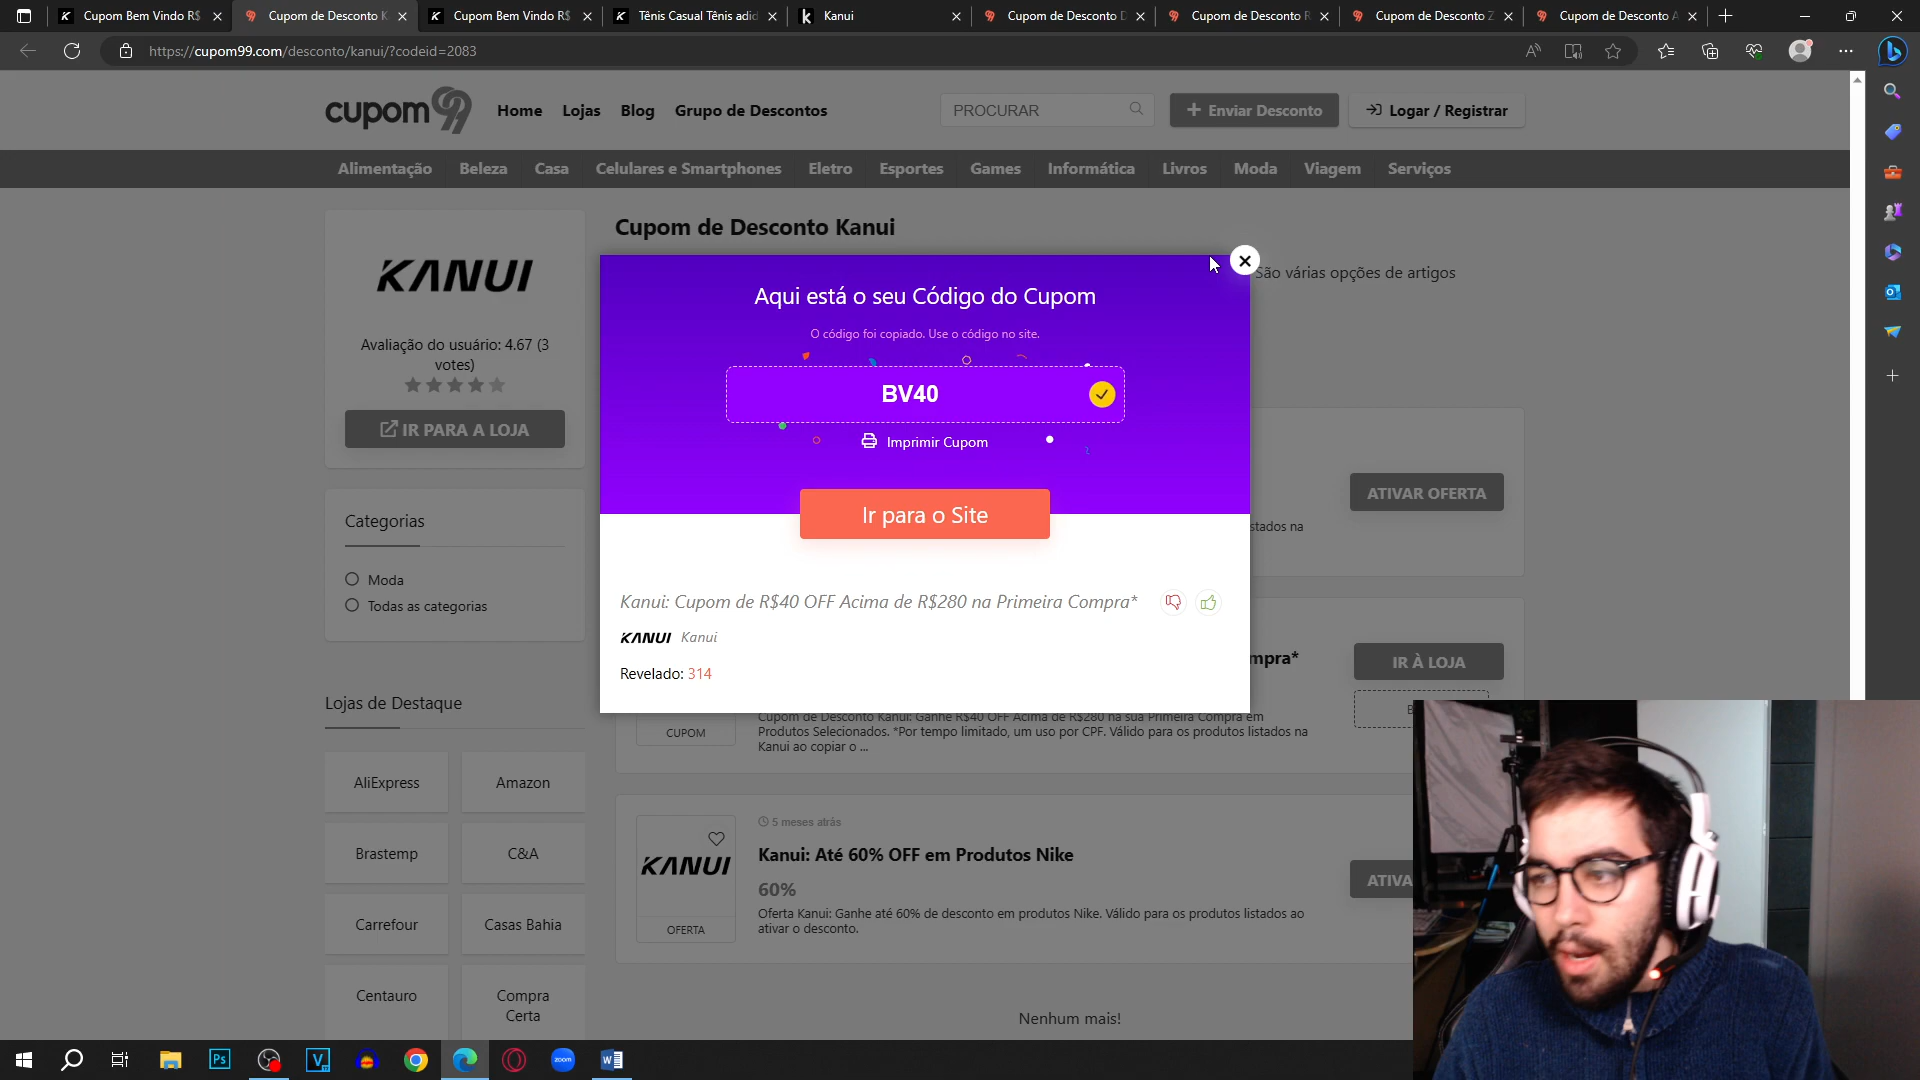 Cupom Bem Vindo R$
Cupom de Desconto K
Cupom Bem Vindo R$
Tênis Casual Tênis adid
Kanui
Cupom de Desconto D
Cupom de Desconto R
Cupom de Desconto Z
Cupom de Desconto A
https://cupom99.com/desconto/kanui/?codeid=2083
cupom99
Home
Lojas
Blog
Grupo de Descontos
PROCURAR
Enviar Desconto
Logar / Registrar
Alimentação
Beleza
Casa
Celulares e Smartphones
Eletro
Esportes
Games
Informática
Livros
Moda
Viagem
Serviços
KANUI
Avaliação do usuário: 4.67 (3
votes)
IR PARA A LOJA
Categorias
Moda
Todas as categorias
Lojas de Destaque
AliExpress
Amazon
Brastemp
C&A
Carrefour
Casas Bahia
Centauro
Compra
Certa
Cupom de Desconto Kanui
São várias opções de artigos
Aqui está o seu Código do Cupom
O código foi copiado. Use o código no site.
BV40
Imprimir Cupom
Ir para o Site
Kanui: Cupom de R$40 OFF Acima de R$280 na Primeira Compra*
KANUI Kanui
Revelado: 314
ATIVAR OFERTA
stados na
mpra*
IR À LOJA
B
CUPOM
Cupom de Desconto Kanui: Ganhe R$40 OFF Acima de R$280 na sua Primeira Compra em
Produtos Selecionados. *Por tempo limitado, um uso por CPF. Válido para os produtos listados na
Kanui ao copiar o ...
5 meses atrás
KANUI
OFERTA
Kanui: Até 60% OFF em Produtos Nike
60%
Oferta Kanui: Ganhe até 60% de desconto em produtos Nike. Válido para os produtos listados ao
ativar o desconto.
ATIVA
Nenhum mais!
Ps
V
zoom
W